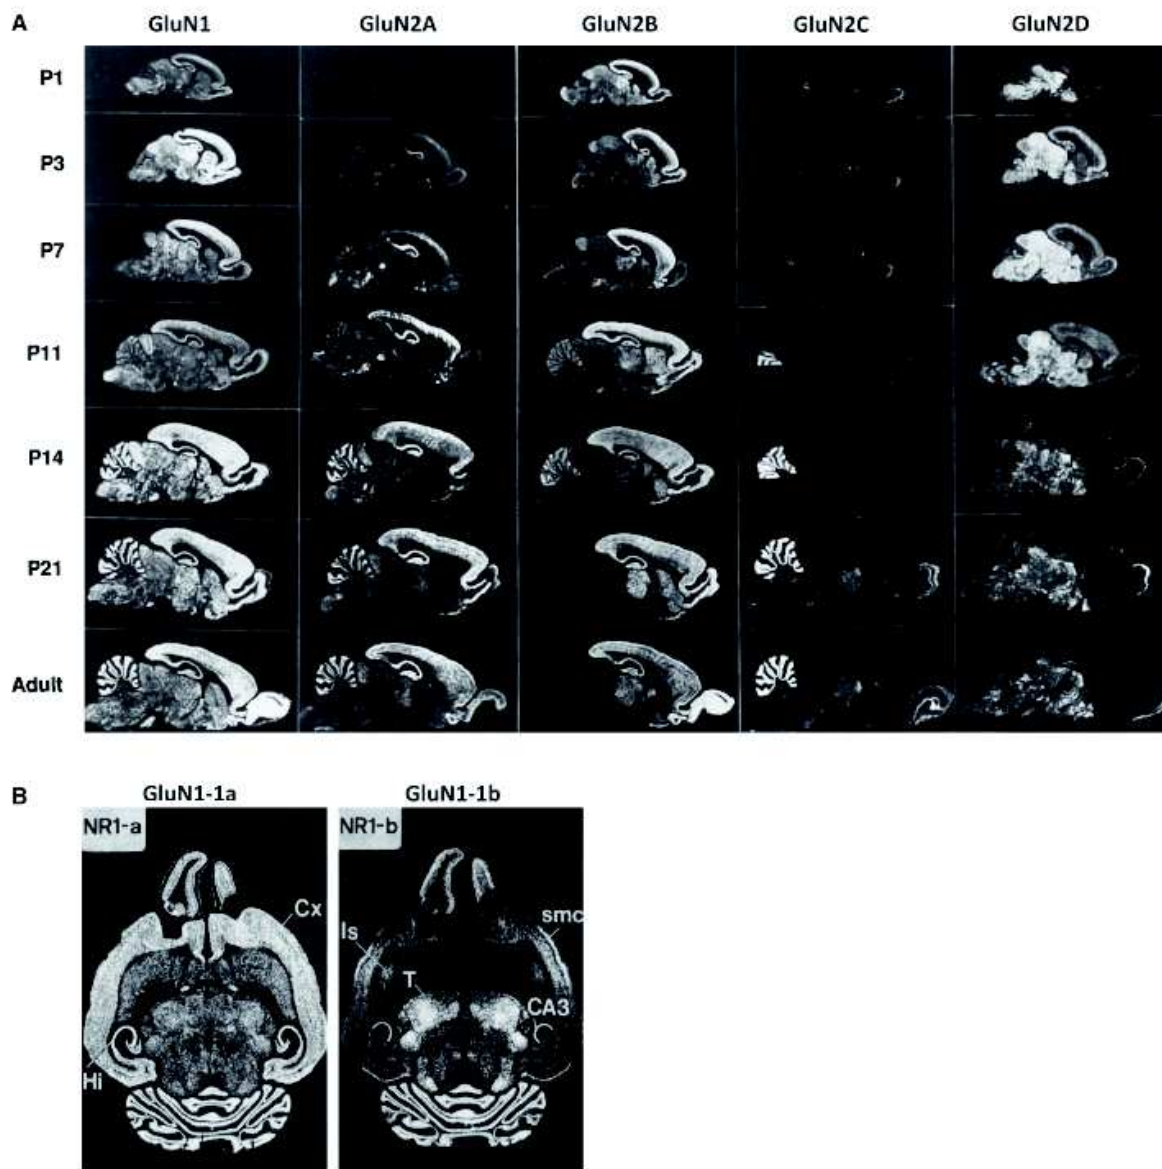 A GluN1 GluN2A GluN2B GluN2C GluN2D
P1
P3
P7
P11
P14
P21
Adult
B GluN1-1a GluN1-1b
NR1-a NR1-b
Cx
ls smc
T
CA3
Hi